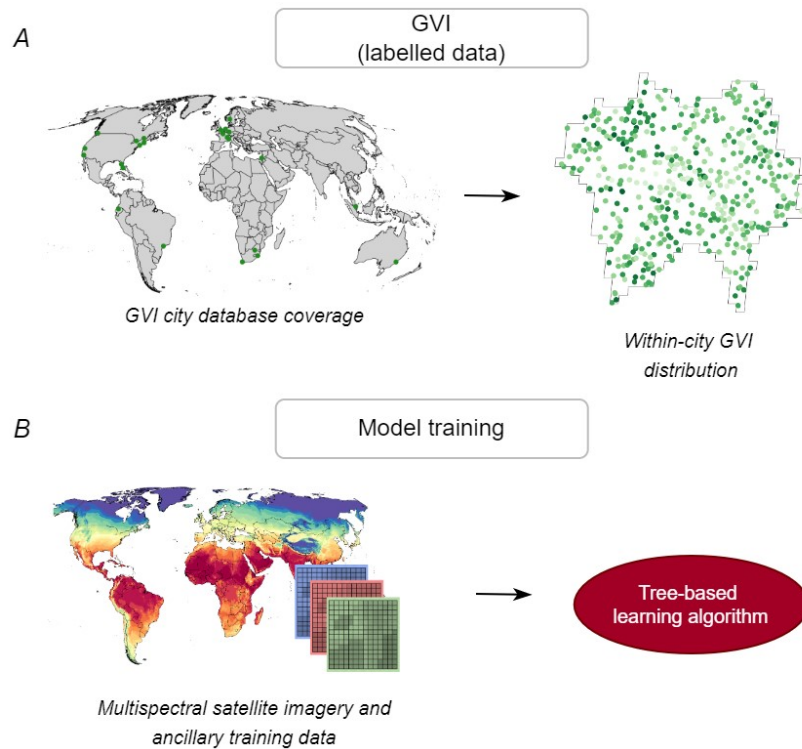 A
GVI
(labelled data)
GVI city database coverage
Within-city GVI
distribution
B
Model training
Tree-based
learning algorithm
Multispectral satellite imagery and
ancillary training data